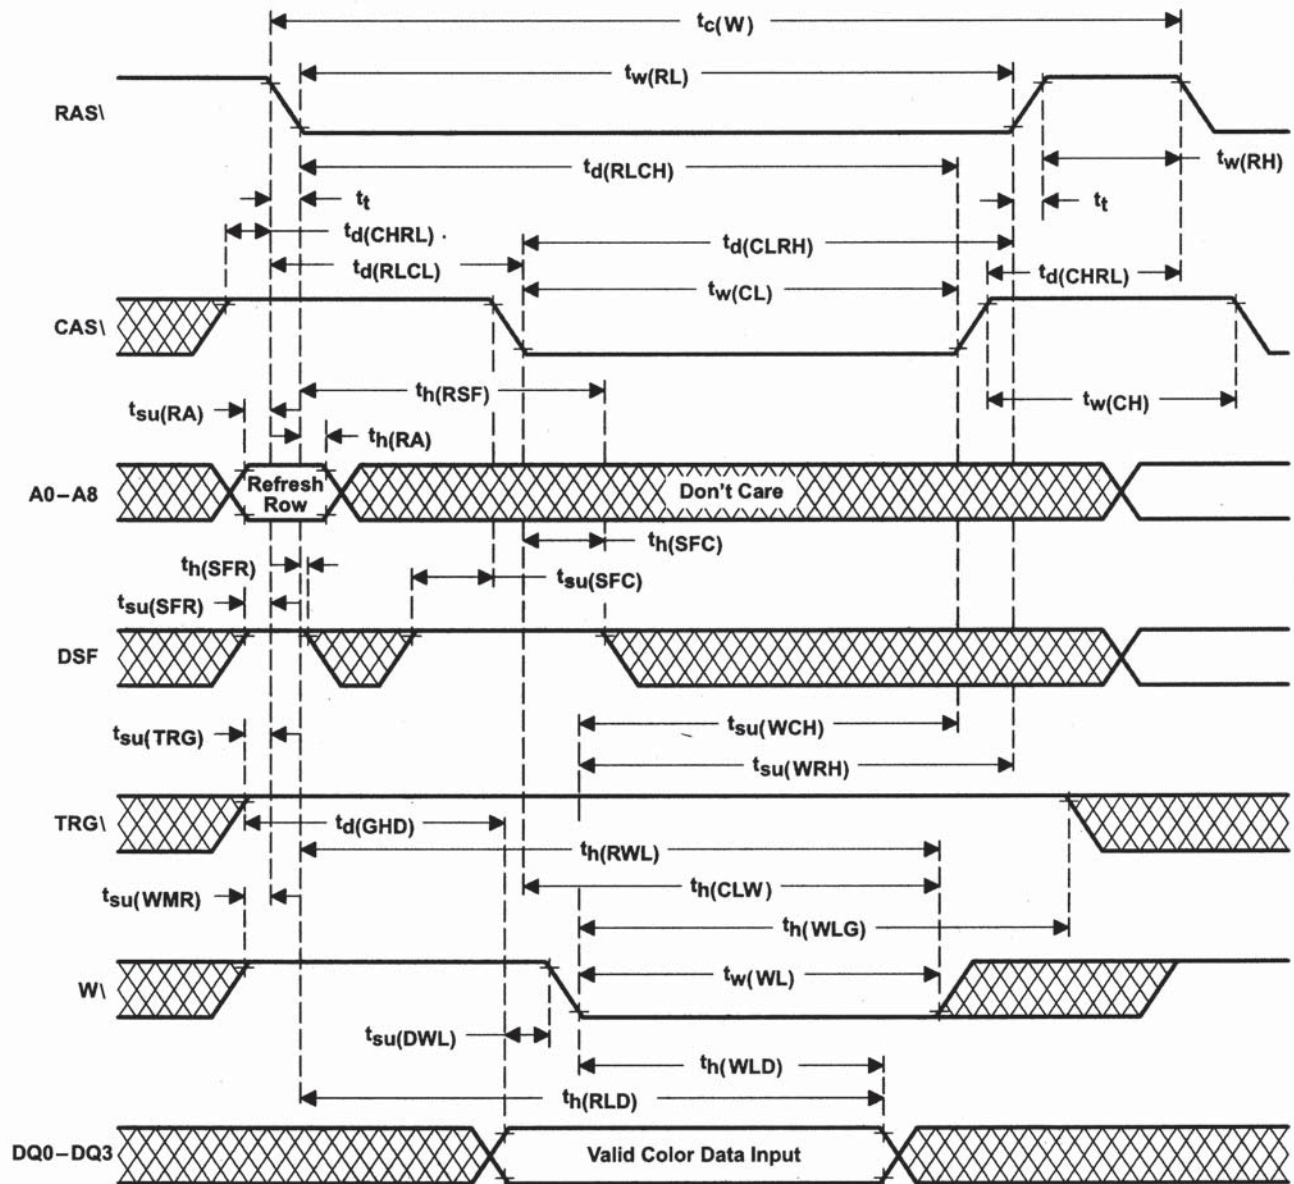 tc(W)
tw(RL)
RAS\
td(RLCH)
tw(RH)
tt
tt
td(CHRL)
td(CLRH)
td(RLCL)
td(CHRL)
tw(CL)
CAS\
th(RSF)
tw(CH)
tsu(RA)
th(RA)
A0–A8
Refresh
Row
Don't Care
th(SFC)
th(SFR)
tsu(SFC)
tsu(SFR)
DSF
tsu(WCH)
tsu(TRG)
tsu(WRH)
TRG\
td(GHD)
th(RWL)
th(CLW)
tsu(WMR)
th(WLG)
tw(WL)
W\
tsu(DWL)
th(WLD)
th(RLD)
DQ0–DQ3
Valid Color Data Input